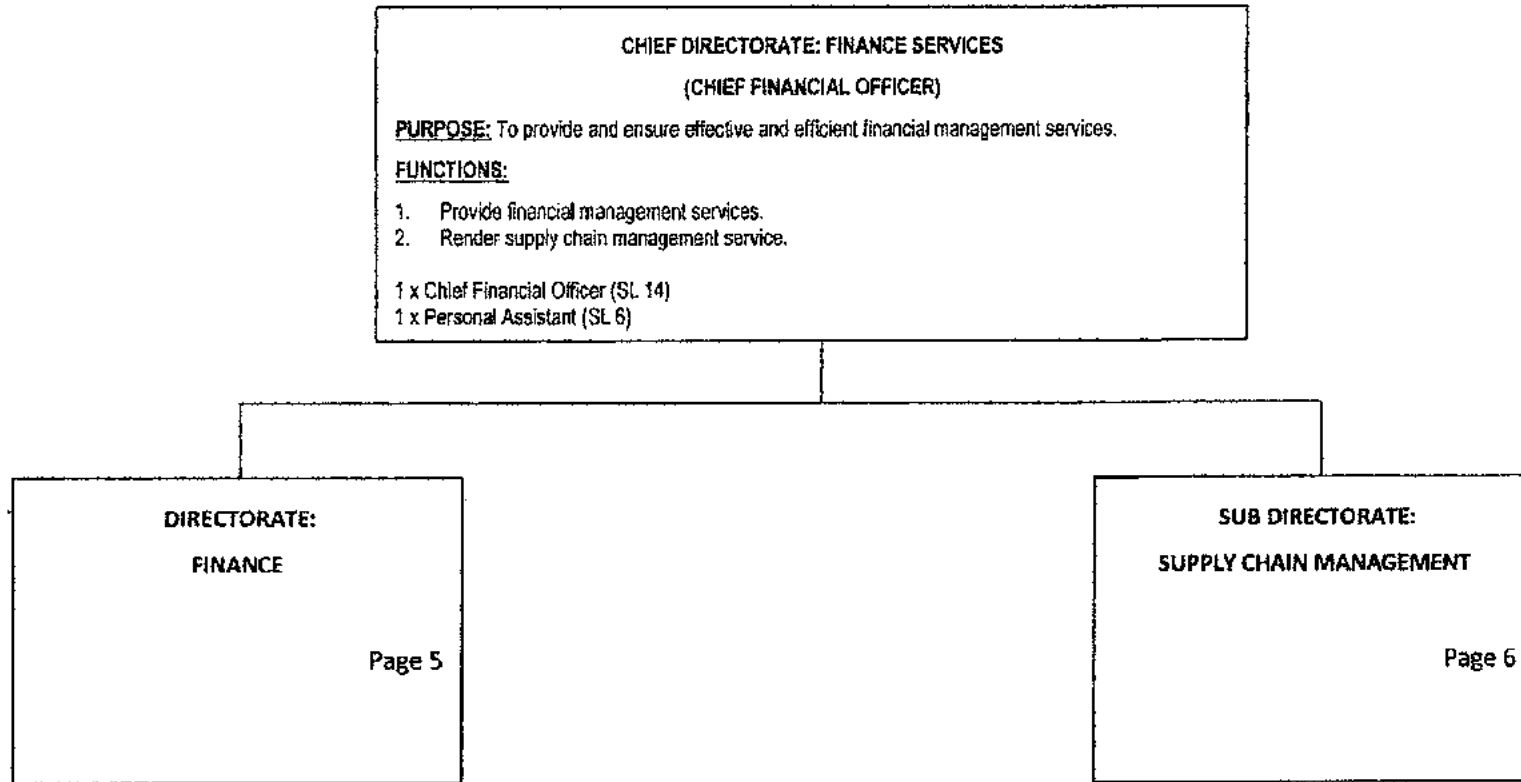 CHIEF DIRECTORATE: FINANCE SERVICES
(CHIEF FINANCIAL OFFICER)
PURPOSE: To provide and ensure effective and efficient financial management services.
FUNCTIONS:
1. Provide financial management services.
2. Render supply chain management service.
1 x Chief Financial Officer (SL 14)
1 x Personal Assistant (SL 6)
DIRECTORATE:
FINANCE
Page 5
SUB DIRECTORATE:
SUPPLY CHAIN MANAGEMENT
Page 6